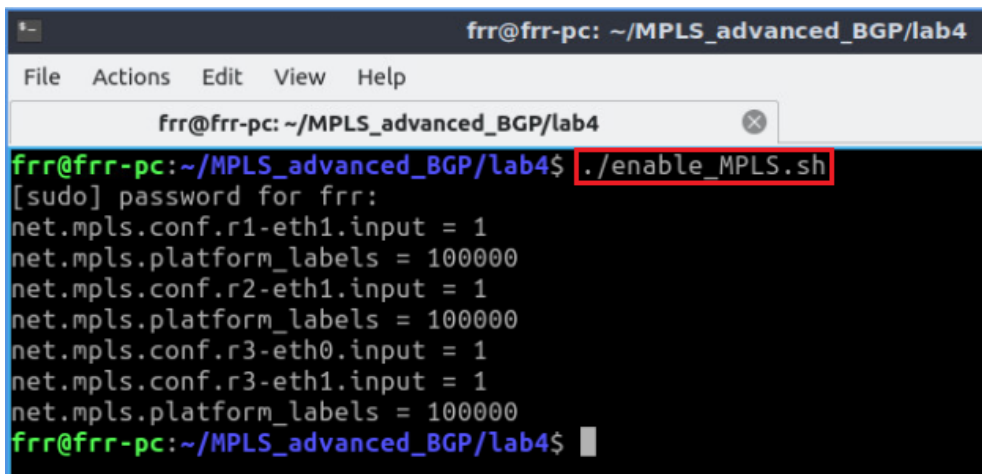 frr@frr-pc: ~/MPLS_advanced_BGP/lab4
File Actions Edit View Help
frr@frr-pc: ~/MPLS_advanced_BGP/lab4
frr@frr-pc:~/MPLS_advanced_BGP/lab4$ ./enable_MPLS.sh
[sudo] password for frr:
net.mpls.conf.r1-eth1.input = 1
net.mpls.platform_labels = 100000
net.mpls.conf.r2-eth1.input = 1
net.mpls.platform_labels = 100000
net.mpls.conf.r3-eth0.input = 1
net.mpls.conf.r3-eth1.input = 1
net.mpls.platform_labels = 100000
frr@frr-pc:~/MPLS_advanced_BGP/lab4$